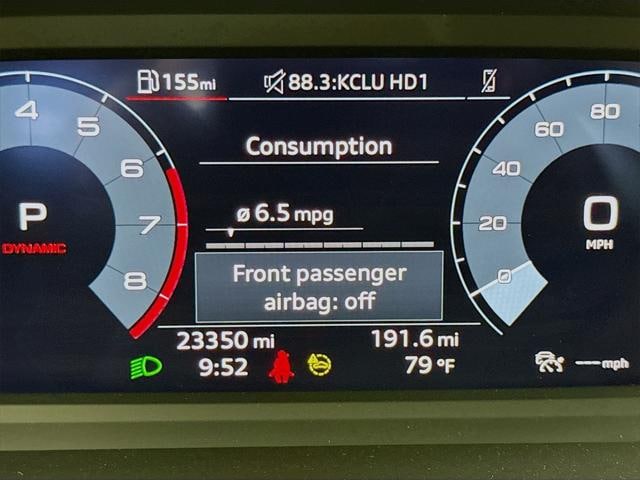 155mi
88.3:KCLU HD1
Consumption
ø 6.5 mpg
Front passenger
airbag: off
4
5
6
7
8
P
DYNAMIC
0
20
40
60
80
0
MPH
23350 mi
191.6 mi
9:52
79 °F
---mph